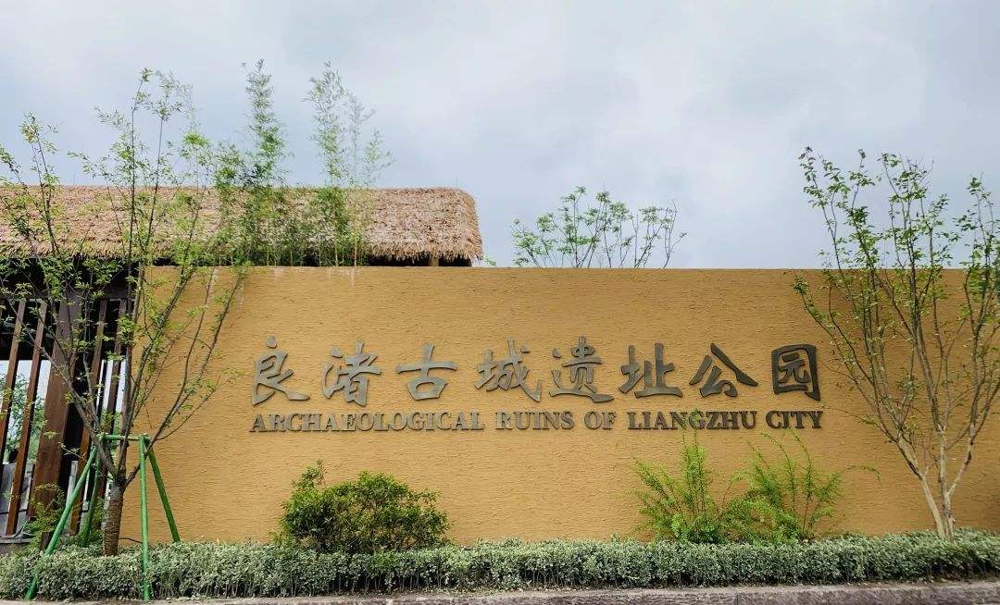 良渚古城遗址公园
ARCHAEOLOGICAL RUINS OF LIANGZHU CITY